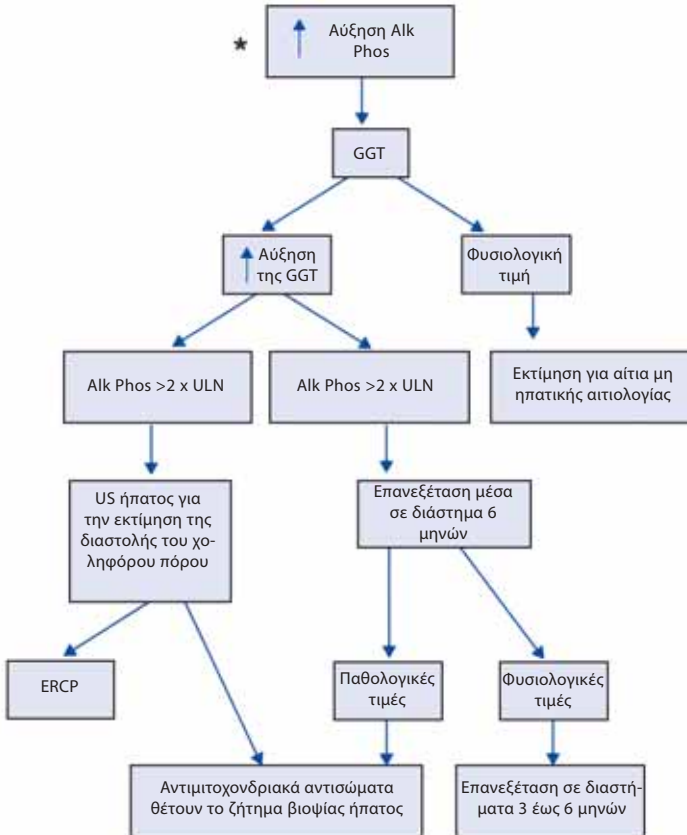 *
Αύξηση Alk
Phos
GGT
Αύξηση
της GGT
Φυσιολογική
τιμή
Alk Phos >2 x ULN
Alk Phos >2 x ULN
Εκτίμηση για αίτια μη
ηπατικής αιτιολογίας
US ήπατος για
την εκτίμηση της
διαστολής του χο-
ληφόρου πόρου
Επανεξέταση μέσα
σε διάστημα 6
μηνών
ERCP
Παθολογικές
τιμές
Φυσιολογικές
τιμές
Αντιμιτοχονδριακά αντισώματα
θέτουν το ζήτημα βιοψίας ήπατος
Επανεξέταση σε διαστή-
ματα 3 έως 6 μηνών